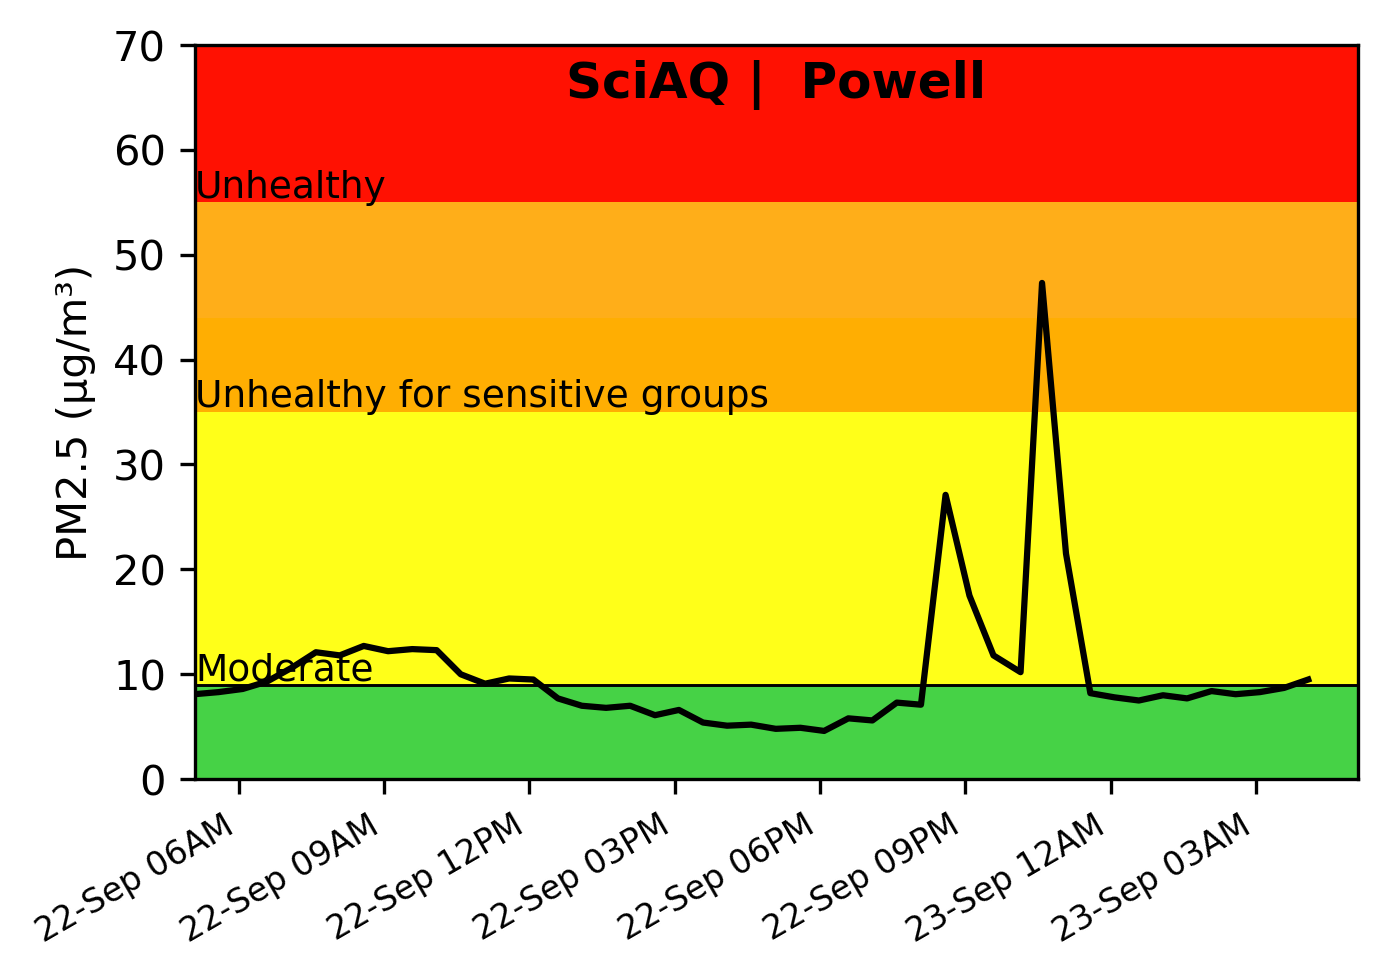 SciAQ | Powell
PM2.5 (µg/m³)
70
60
50
40
30
20
10
0
Unhealthy
Unhealthy for sensitive groups
Moderate
22-Sep 06AM
22-Sep 09AM
22-Sep 12PM
22-Sep 03PM
22-Sep 06PM
22-Sep 09PM
23-Sep 12AM
23-Sep 03AM